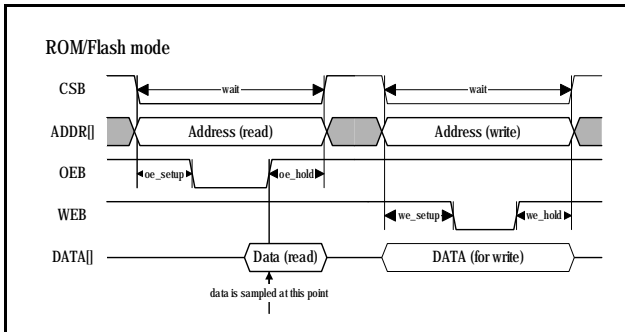 ROM/Flash mode
CSB wait wait
ADDR[] Address (read) Address (write)
OEB oe_setup oe_hold
WEB we_setup we_hold
DATA[] Data (read) DATA (for write)
data is sampled at this point